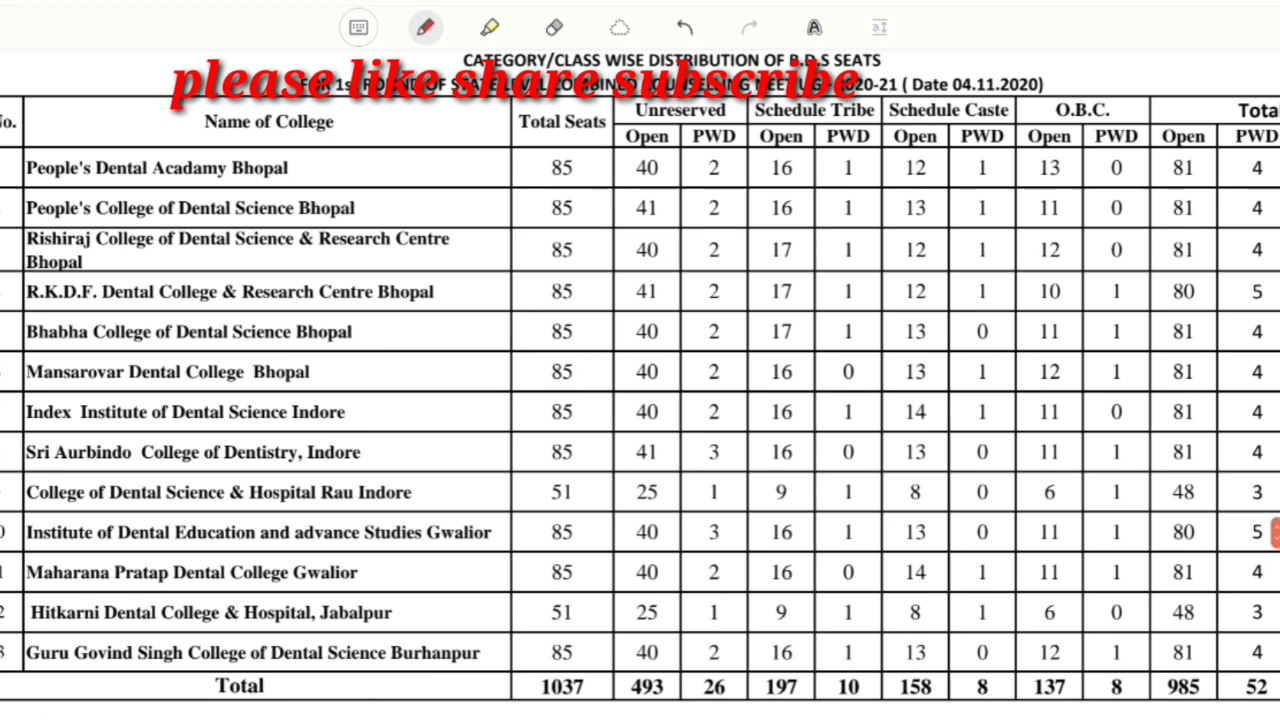 CATEGORY/CLASS WISE DISTRIBUTION OF B.D.S SEATS
please like share subscribe
2020-21 ( Date 04.11.2020)
No. Name of College Total Seats Unreserved Schedule Tribe Schedule Caste O.B.C. Tota
Open PWD Open PWD Open PWD Open PWD Open PWD
People's Dental Acadamy Bhopal 85 40 2 16 1 12 1 13 0 81 4
People's College of Dental Science Bhopal 85 41 2 16 1 13 1 11 0 81 4
Rishiraj College of Dental Science & Research Centre
Bhopal 85 40 2 17 1 12 1 12 0 81 4
R.K.D.F. Dental College & Research Centre Bhopal 85 41 2 17 1 12 1 10 1 80 5
Bhabha College of Dental Science Bhopal 85 40 2 17 1 13 0 11 1 81 4
Mansarovar Dental College Bhopal 85 40 2 16 0 13 1 12 1 81 4
Index Institute of Dental Science Indore 85 40 2 16 1 14 1 11 0 81 4
Sri Aurbindo College of Dentistry, Indore 85 41 3 16 0 13 0 11 1 81 4
College of Dental Science & Hospital Rau Indore 51 25 1 9 1 8 0 6 1 48 3
0 Institute of Dental Education and advance Studies Gwalior 85 40 3 16 1 13 0 11 1 80 5
1 Maharana Pratap Dental College Gwalior 85 40 2 16 0 14 1 11 1 81 4
2 Hitkarni Dental College & Hospital, Jabalpur 51 25 1 9 1 8 1 6 0 48 3
3 Guru Govind Singh College of Dental Science Burhanpur 85 40 2 16 1 13 0 12 1 81 4
Total 1037 493 26 197 10 158 8 137 8 985 52